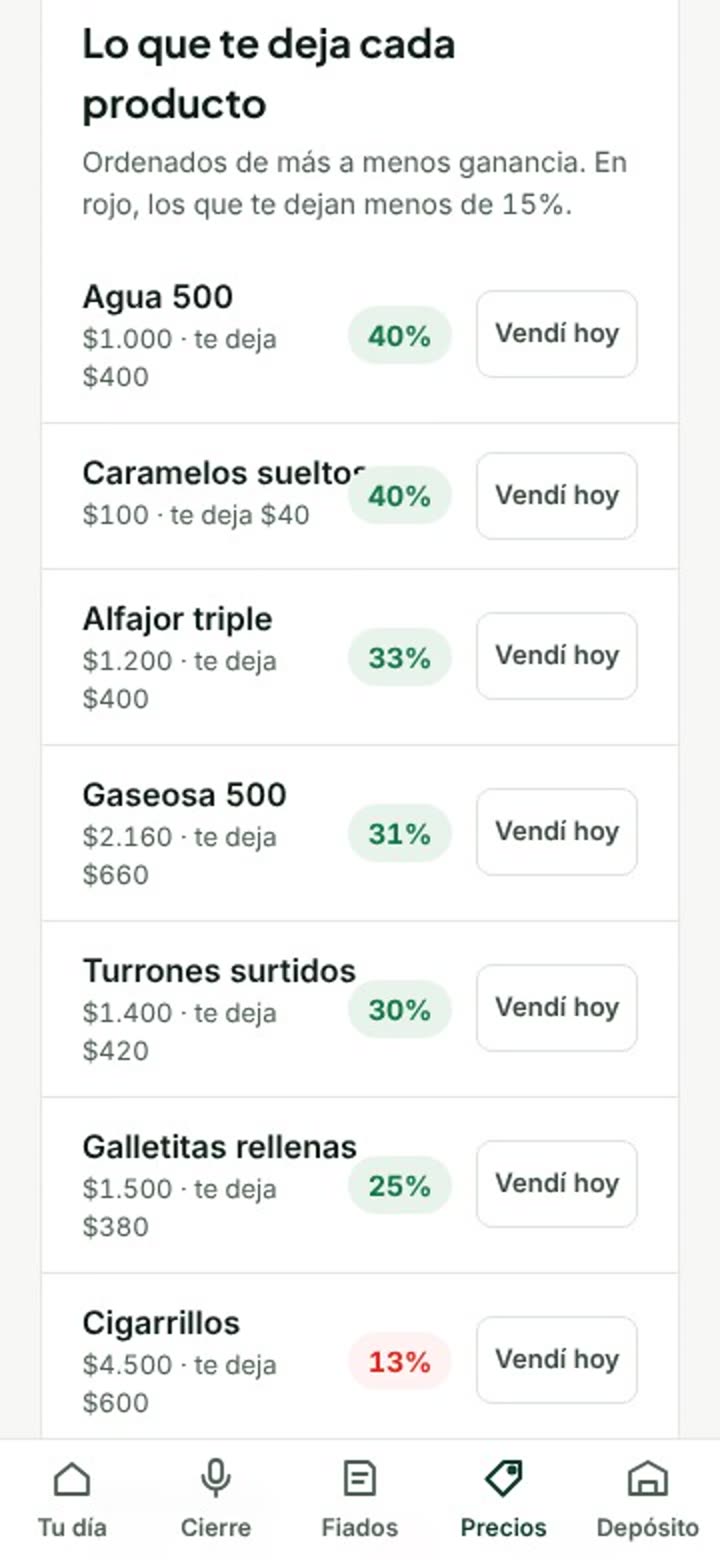 Lo que te deja cada
producto
Ordenados de más a menos ganancia. En
rojo, los que te dejan menos de 15%.
Agua 500
$1.000 · te deja
$400
40%
Vendí hoy
Caramelos sueltos
$100 · te deja $40
40%
Vendí hoy
Alfajor triple
$1.200 · te deja
$400
33%
Vendí hoy
Gaseosa 500
$2.160 · te deja
$660
31%
Vendí hoy
Turrones surtidos
$1.400 · te deja
$420
30%
Vendí hoy
Galletitas rellenas
$1.500 · te deja
$380
25%
Vendí hoy
Cigarrillos
$4.500 · te deja
$600
13%
Vendí hoy
Tu día
Cierre
Fiados
Precios
Depósito